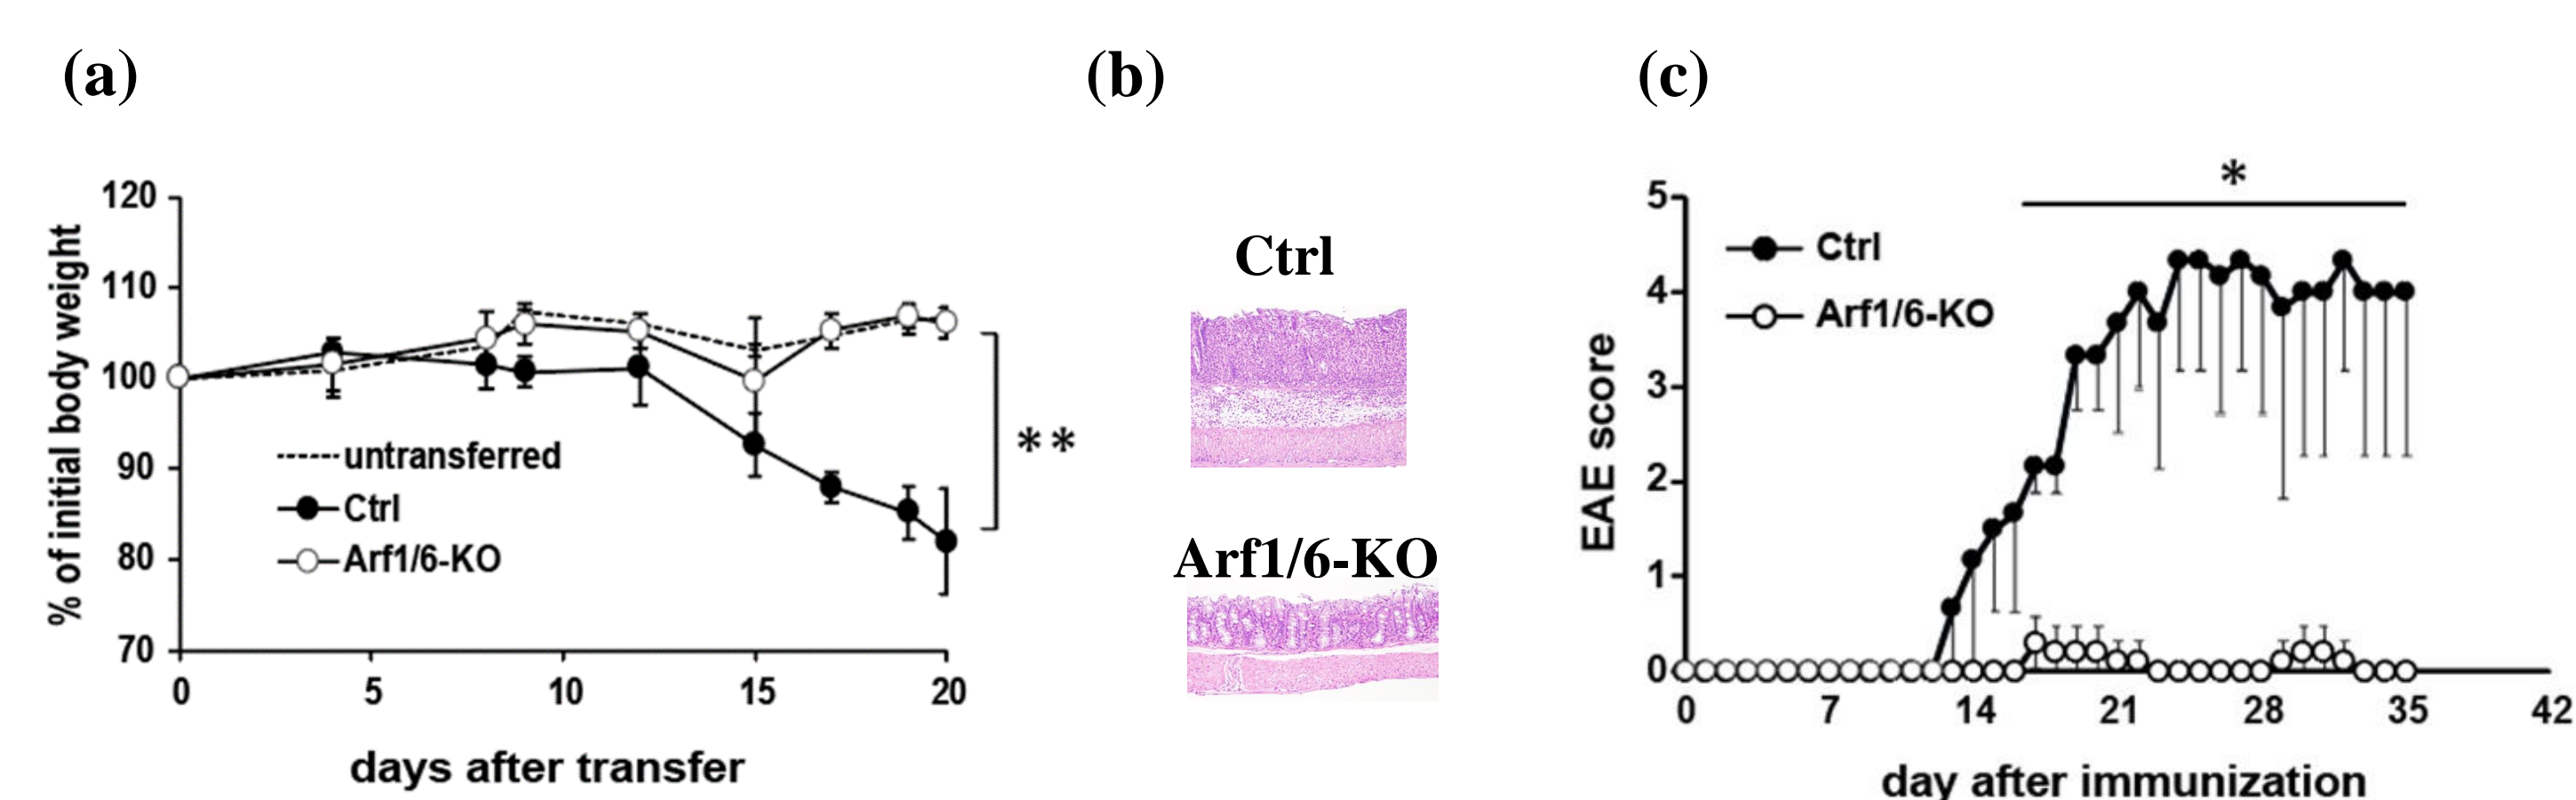 (a)
120
110
100
90
80
70
% of initial body weight
untransferred
Ctrl
Arf1/6-KO
**
0 5 10 15 20
days after transfer
(b)
Ctrl
Arf1/6-KO
(c)
*
5
4
3
2
1
0
EAE score
Ctrl
Arf1/6-KO
0 7 14 21 28 35 42
day after immunization